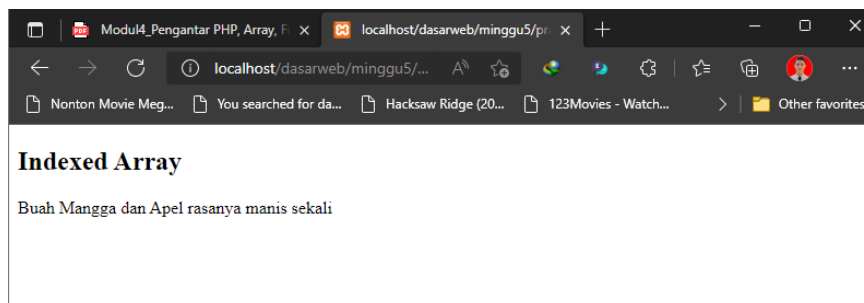 Modul4_Pengantar PHP, Array, F
localhost/dasarweb/minggu5/pr
localhost/dasarweb/minggu5/...
Nonton Movie Meg...
You searched for da...
Hacksaw Ridge (20...
123Movies - Watch...
Other favorites
Indexed Array
Buah Mangga dan Apel rasanya manis sekali